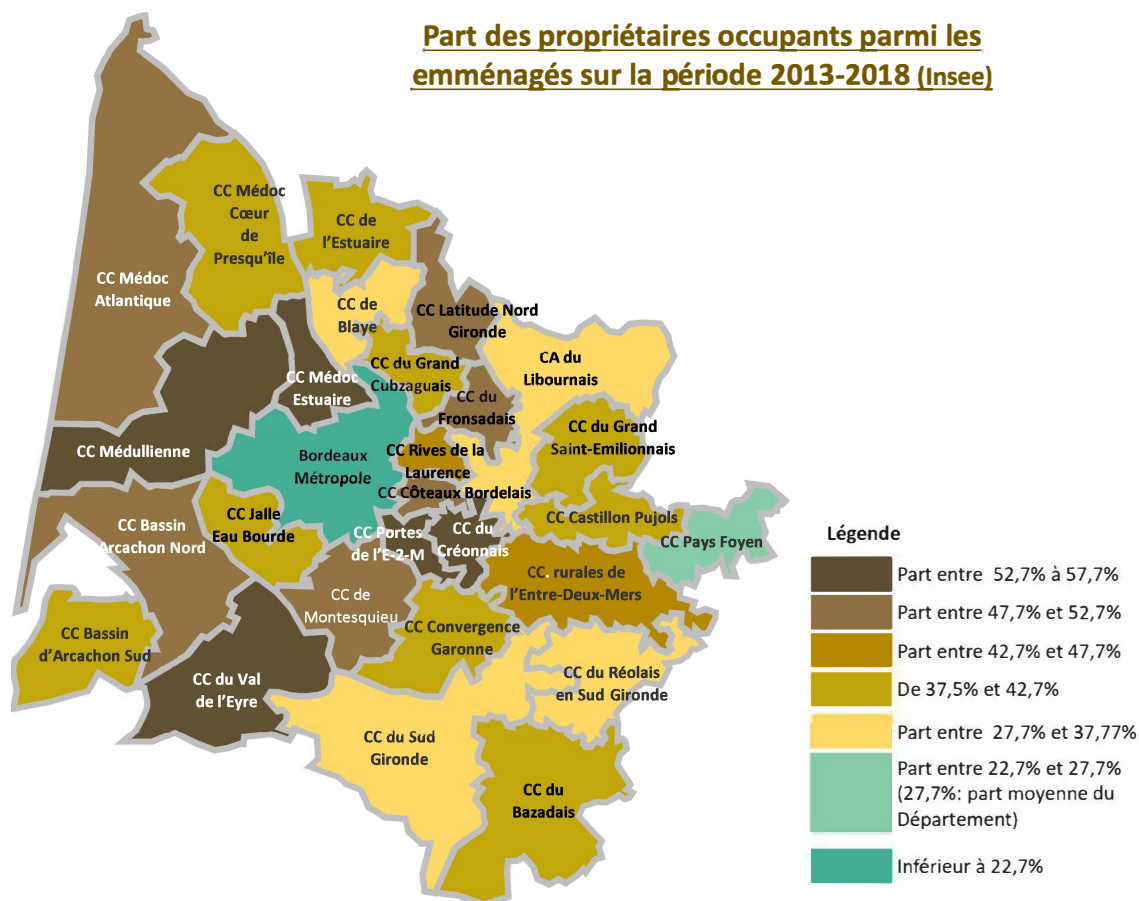 Part des propriétaires occupants parmi les
emménagés sur la période 2013-2018 (Insee)
CC Médoc
Cœur
de
Presqu'île
CC de
l'Estuaire
CC Médoc
Atlantique
CC de
Blaye
CC Latitude Nord
Gironde
CA du
Libournais
CC Médoc
Estuaire
CC du Grand
Cubzaguais
CC du
Fronsadais
CC du Grand
Saint-Emilionnais
CC Médullienne
Bordeaux
Métropole
CC Rives de la
Laurence
CC Côteaux Bordelais
CC Castillon Pujols
CC Pays Foyen
CC Bassin
Arcachon Nord
CC Jalle
Eau Bourde
CC Portes
de l'E-2-M
CC du
Créonnais
CC. rurales de
l'Entre-Deux-Mers
CC de
Montesquieu
CC Convergence
Garonne
CC Bassin
d'Arcachon Sud
CC du Val
de l'Eyre
CC du Réolais
en Sud Gironde
CC du Sud
Gironde
CC du
Bazadais
Légende
Part entre 52,7% à 57,7%
Part entre 47,7% et 52,7%
Part entre 42,7% et 47,7%
De 37,5% et 42,7%
Part entre 27,7% et 37,77%
Part entre 22,7% et 27,7%
(27,7%: part moyenne du
Département)
Inférieur à 22,7%